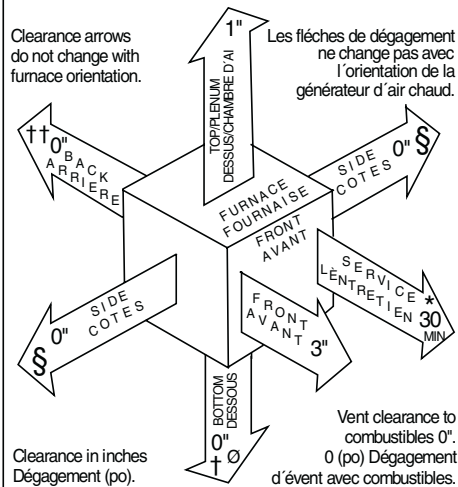 Clearance arrows
do not change with
furnace orientation.
Les fléches de dégagement
ne change pas avec
l´orientation de la
générateur d´air chaud.
1"
TOP/PLENUM
DESSUS/CHAMBRE D'AI
††0"
BACK
ARRIERE
SIDE
COTES
0" §
FURNACE
FOURNAISE
FRONT
AVANT
SERVICE
LÈNTRETIEN
*
30
MIN
SIDE
COTES
§ 0"
FRONT
AVANT
3"
BOTTOM
DESSOUS
0"
† Ø
Clearance in inches
Dégagement (po).
Vent clearance to
combustibles 0".
0 (po) Dégagement
d´évent avec combustibles.